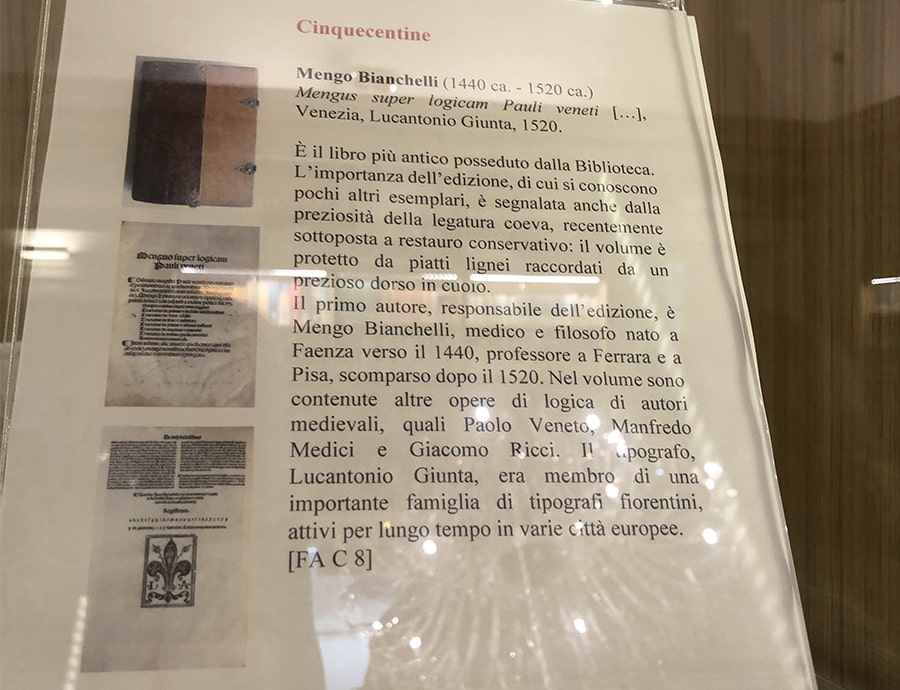 Cinquecentine
Mengo Bianchelli (1440 ca. - 1520 ca.)
Mengus super logicam Pauli veneti [...],
Venezia, Lucantonio Giunta, 1520.
È il libro più antico posseduto dalla Biblioteca.
L'importanza dell'edizione, di cui si conoscono
pochi altri esemplari, è segnalata anche dalla
preziosità della legatura coeva, recentemente
sottoposta a restauro conservativo: il volume è
protetto da piatti lignei raccordati da un
prezioso dorso in cuoio.
Il primo autore, responsabile dell'edizione, è
Mengo Bianchelli, medico e filosofo nato a
Faenza verso il 1440, professore a Ferrara e a
Pisa, scomparso dopo il 1520. Nel volume sono
contenute altre opere di logica di autori
medievali, quali Paolo Veneto, Manfredo
Medici e Giacomo Ricci. Il tipografo,
Lucantonio Giunta, era membro di una
importante famiglia di tipografi fiorentini,
attivi per lungo tempo in varie città europee.
[FA C 8]
Mengus super logicam
Pauli veneti
L A